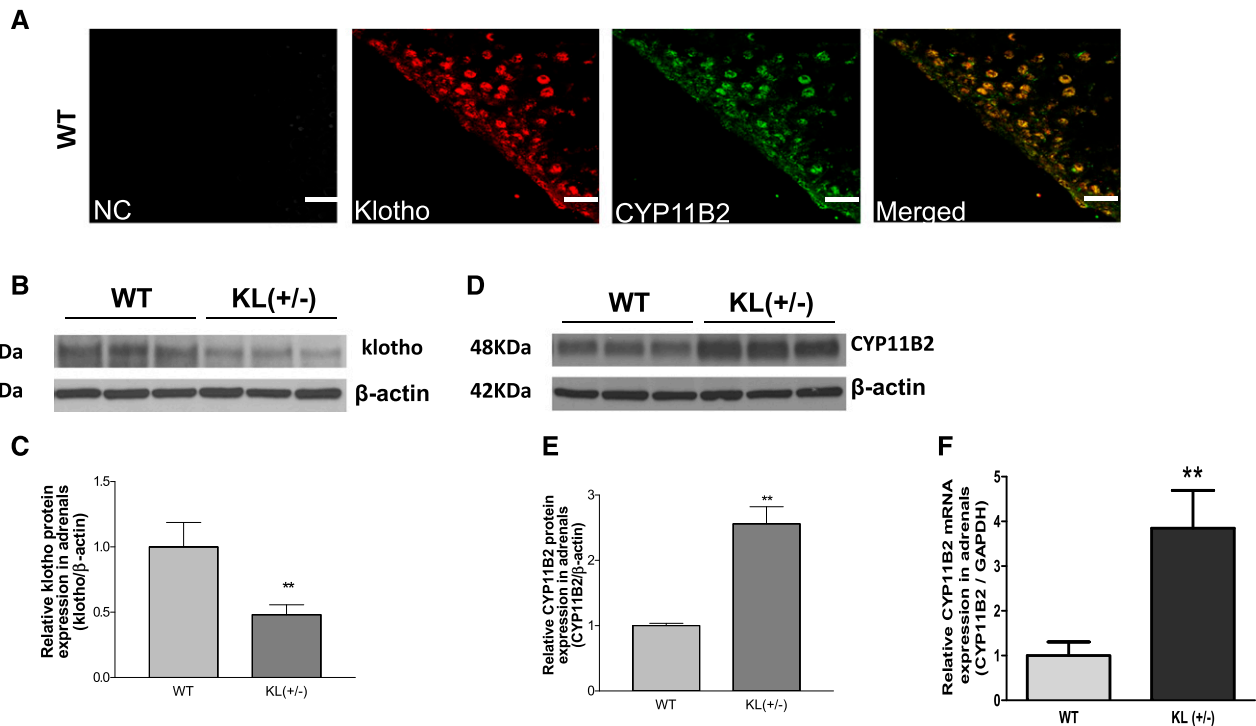 A
WT
NC
Klotho
CYP11B2
Merged
B
WT KL(+/-)
Da
klotho
Da
β-actin
D
WT KL(+/-)
48KDa
CYP11B2
42KDa
β-actin
C
Relative klotho protein
expression in adrenals
(klotho/β-actin)
1.5
1.0
0.5
0.0
**
WT
KL(+/-)
E
Relative CYP11B2 protein
expression in adrenals
(CYP11B2/β-actin)
3
2
1
0
**
WT
KL(+/-)
F
Relative CYP11B2 mRNA
expression in adrenals
(CYP11B2 / GAPDH)
5
4
3
2
1
0
**
WT
KL (+/-)